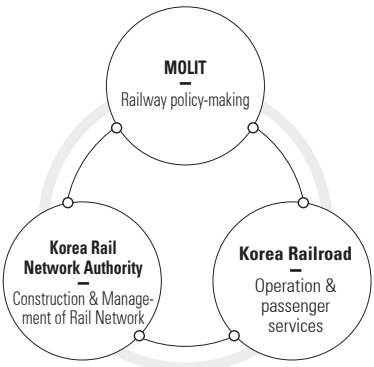 MOLIT
Railway policy-making
Korea Rail
Network Authority
Construction & Manage-
ment of Rail Network
Korea Railroad
Operation &
passenger
services